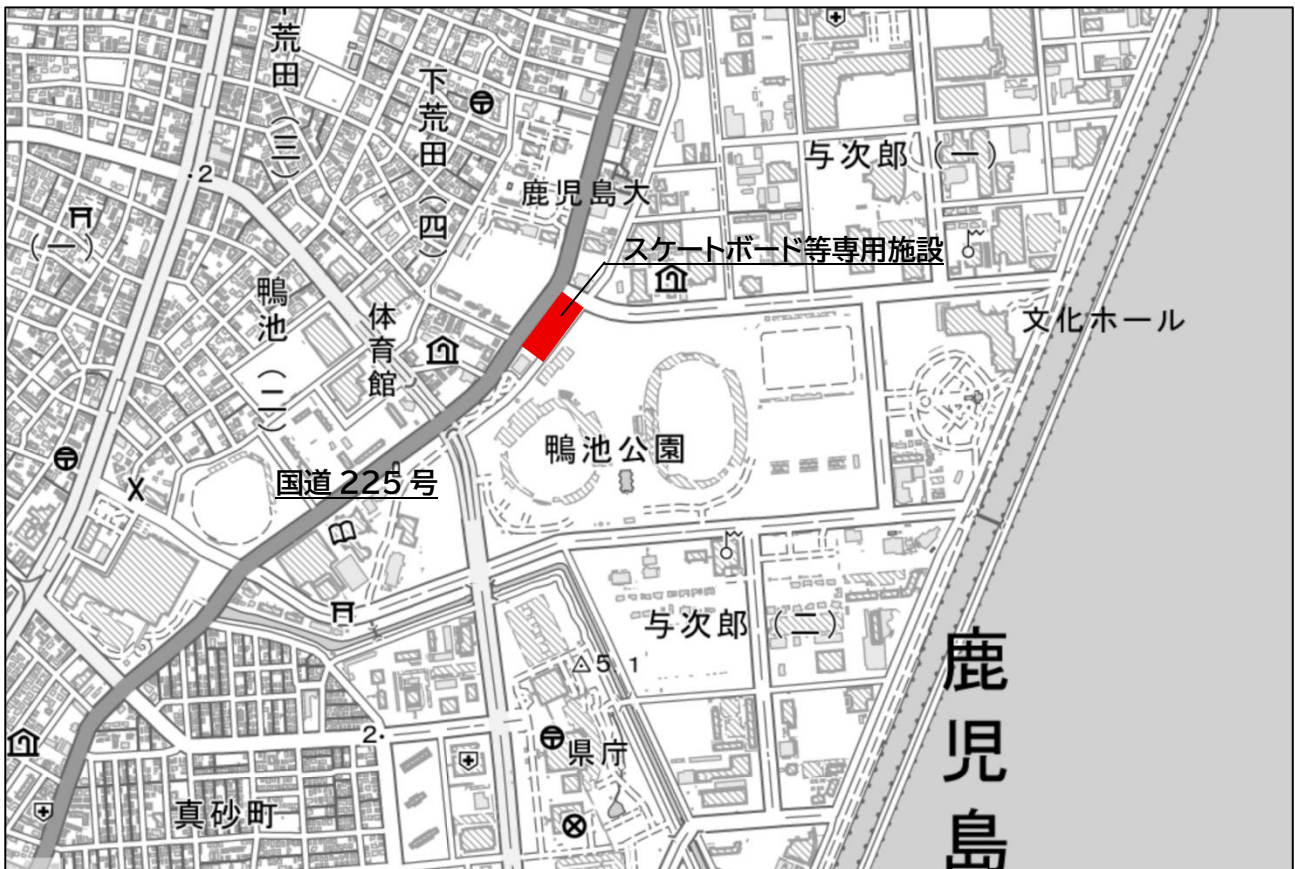 荒田(三)
下荒田(四)
与次郎(一)
・2
鹿児島大
(一)
スケートボード等専用施設
鴨池(二)
体育館
文化ホール
鴨池公園
国道225号
与次郎(二)
△5.1
2・
県庁
真砂町
鹿児島